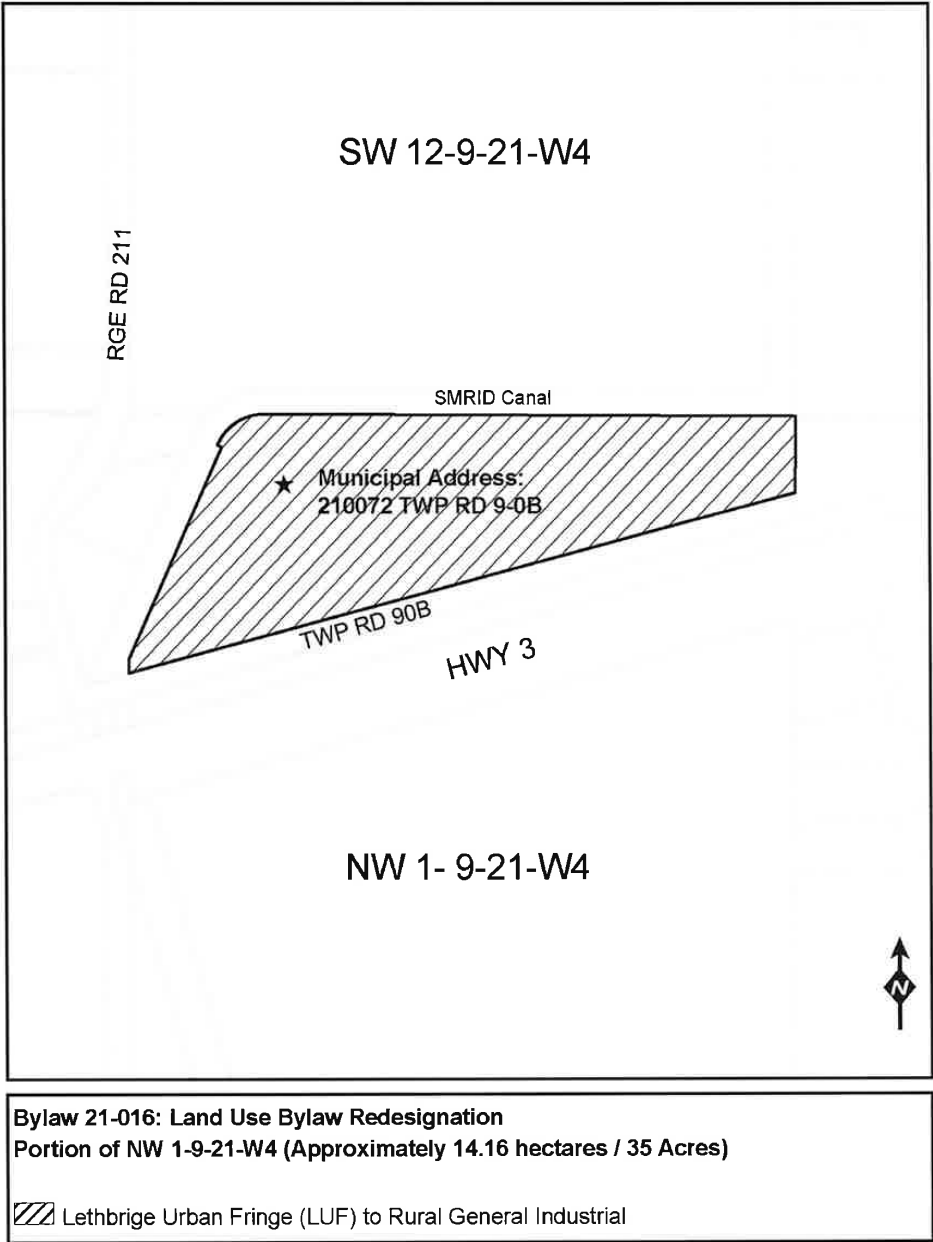 SW 12-9-21-W4
RGE RD 211
SMRID Canal
Municipal Address:
210072 TWP RD 9-0B
TWP RD 90B
HWY 3
NW 1- 9-21-W4
N
Bylaw 21-016: Land Use Bylaw Redesignation
Portion of NW 1-9-21-W4 (Approximately 14.16 hectares / 35 Acres)
Lethbrige Urban Fringe (LUF) to Rural General Industrial